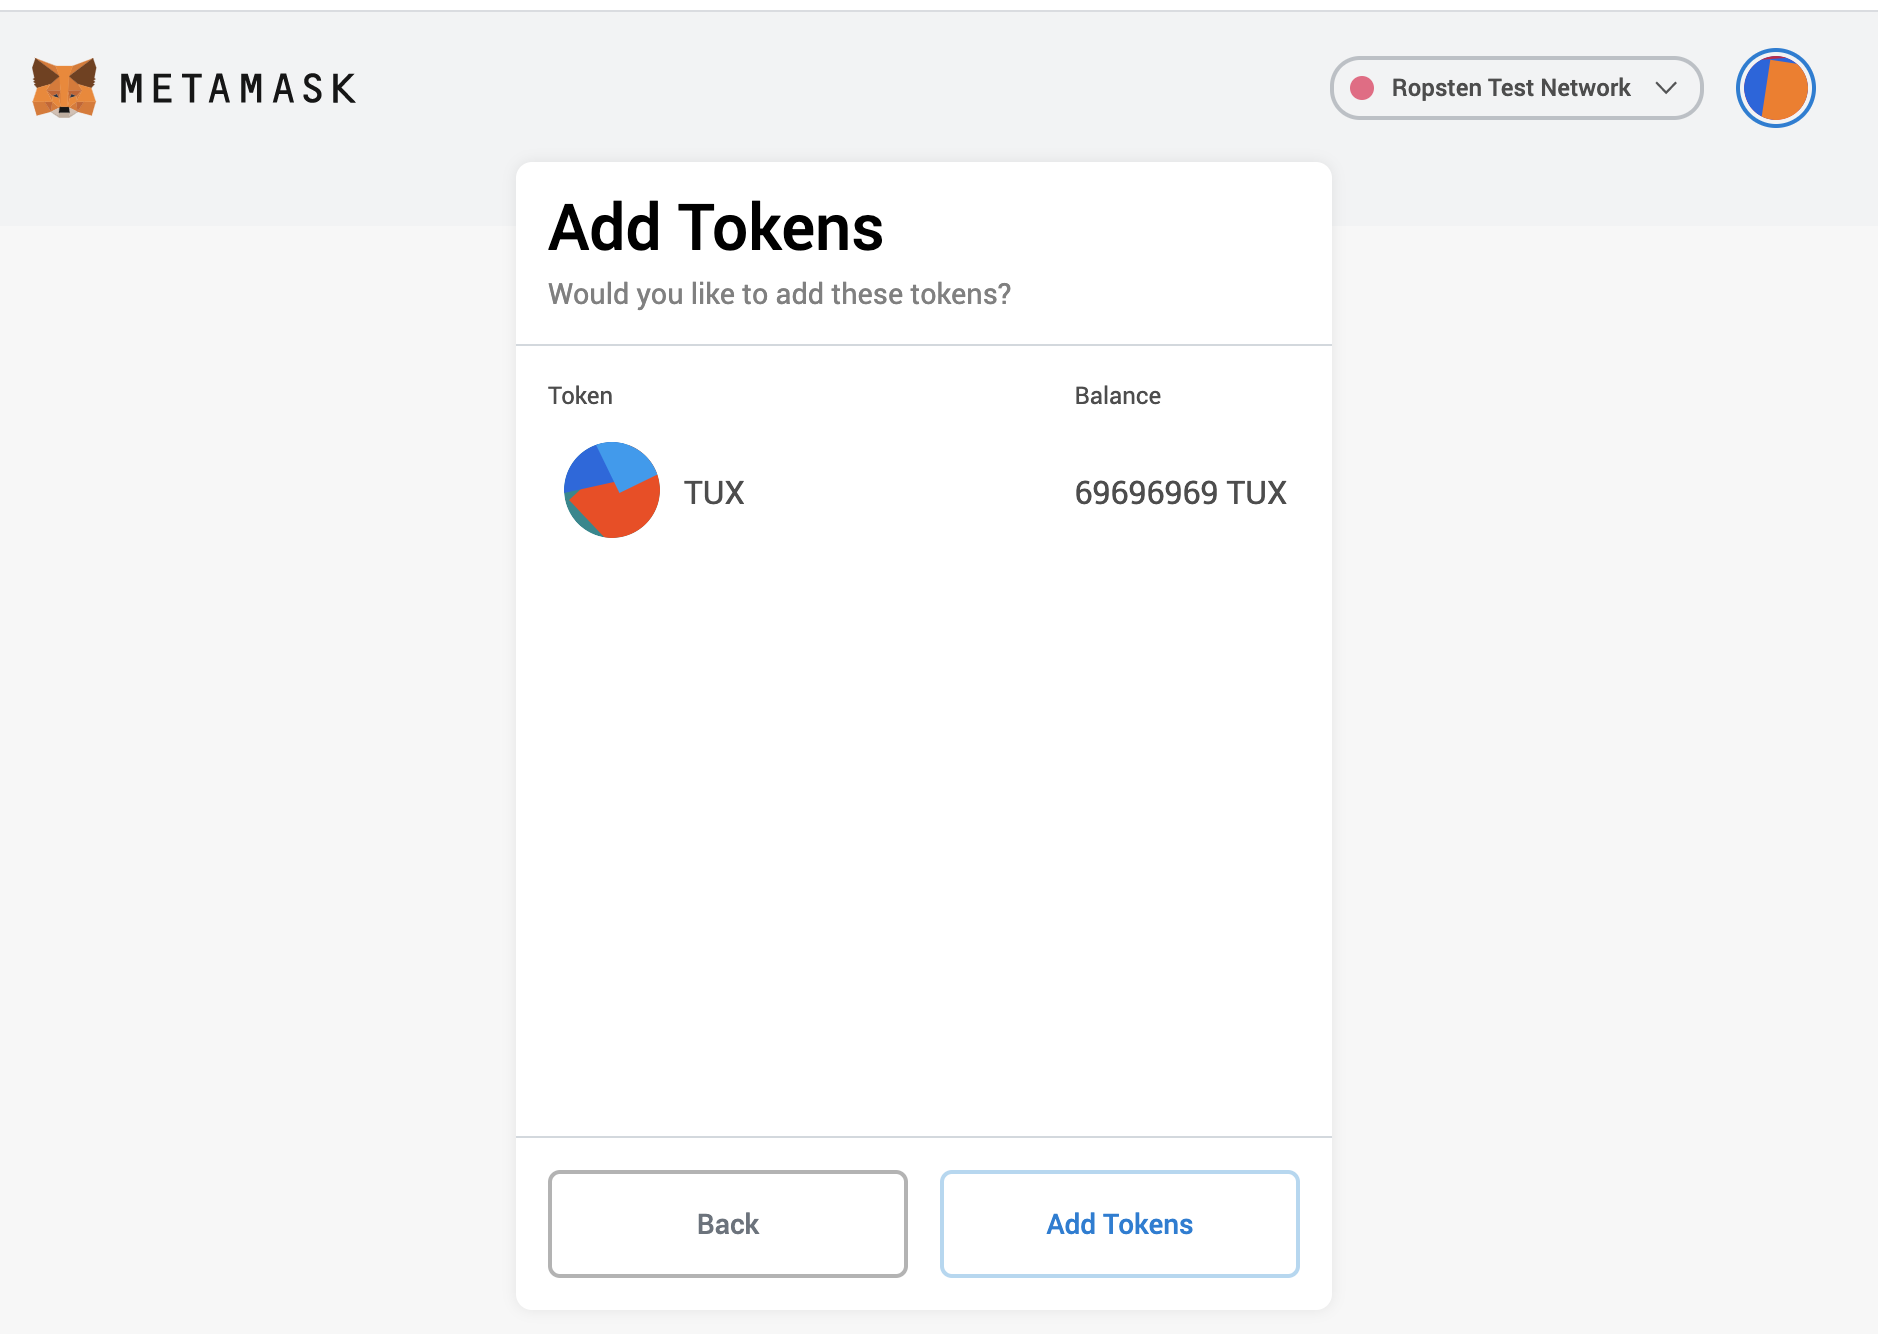 METAMASK
Ropsten Test Network
Add Tokens
Would you like to add these tokens?
Token Balance
TUX 69696969 TUX
Back Add Tokens